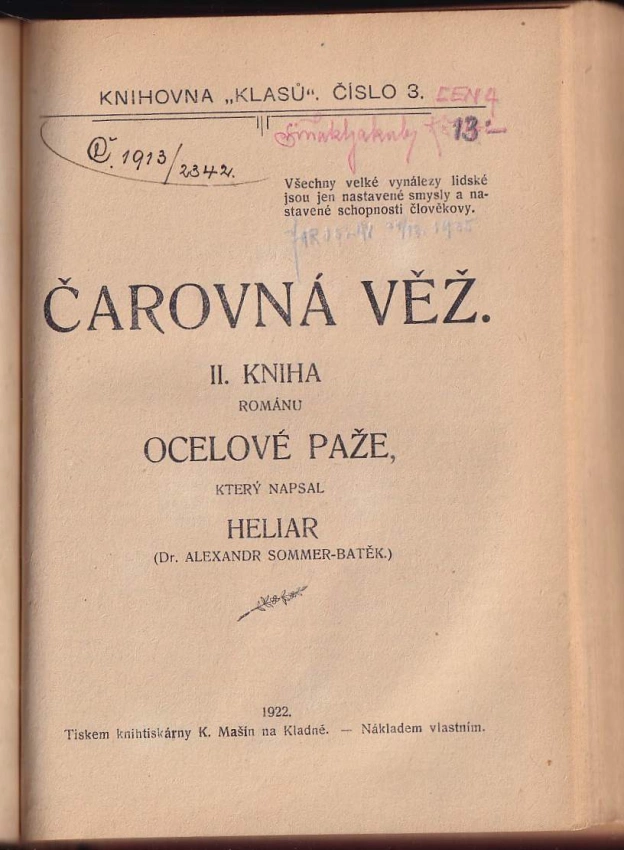 KNIHOVNA „KLASŮ“. ČÍSLO 3. CENA
13·-
Č. 1913/2342.
Všechny velké vynálezy lidské
jsou jen nastavené smysly a na-
stavené schopnosti člověkovy.
ČAROVNÁ VĚŽ.
II. KNIHA
ROMÁNU
OCELOVÉ PAŽE,
KTERÝ NAPSAL
HELIAR
(Dr. ALEXANDR SOMMER-BATĚK.)
1922.
Tiskem knihtiskárny K. Mašín na Kladně. — Nákladem vlastním.